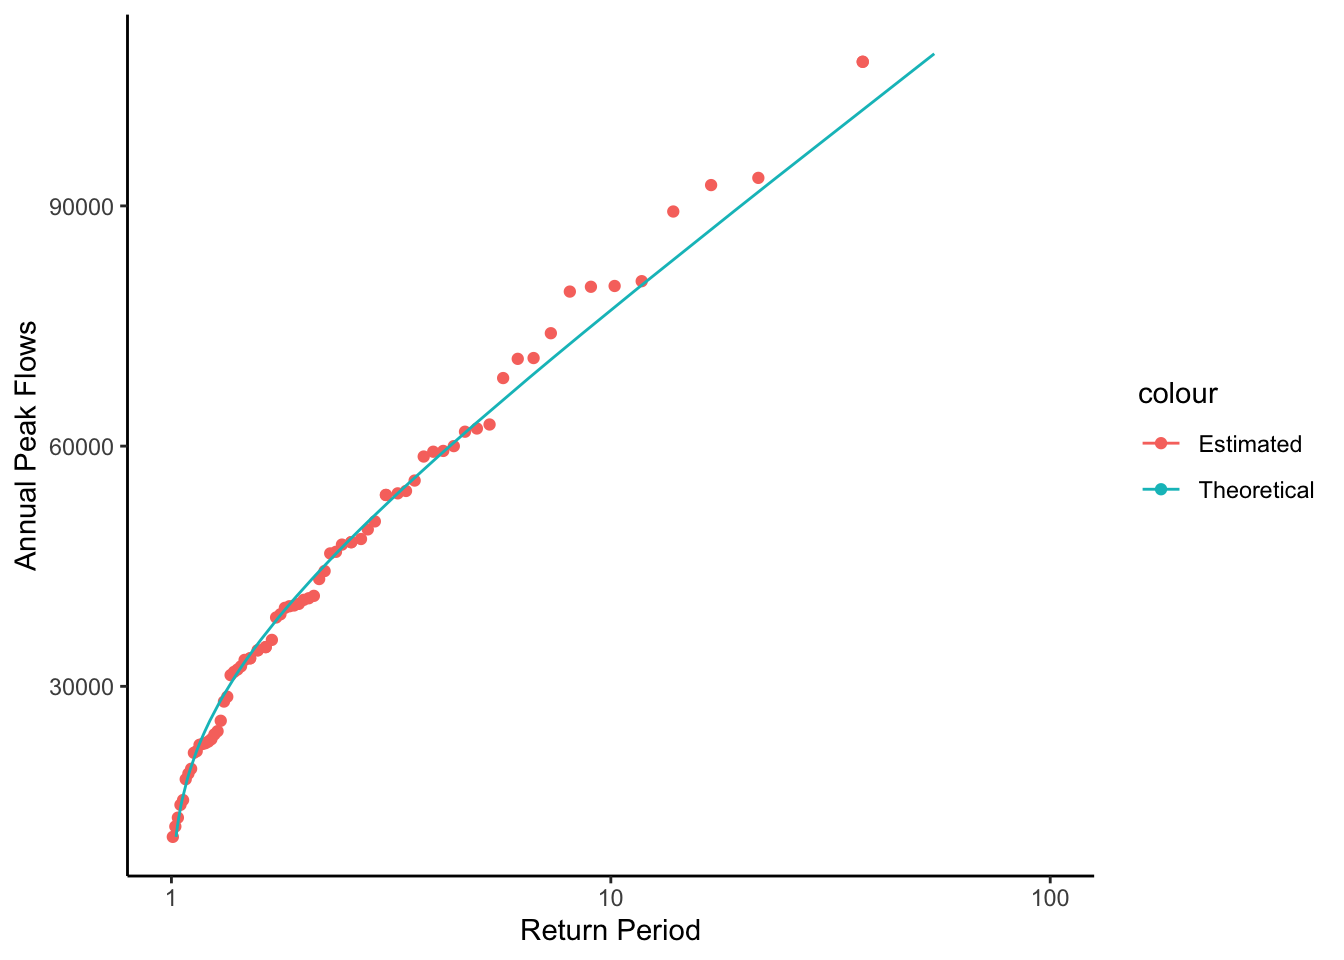 Annual Peak Flows
90000
60000
30000
1
10
100
Return Period
colour
Estimated
Theoretical